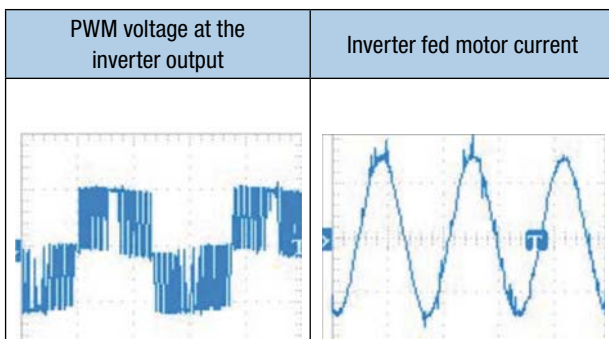 PWM voltage at the
inverter output
Inverter fed motor current
T